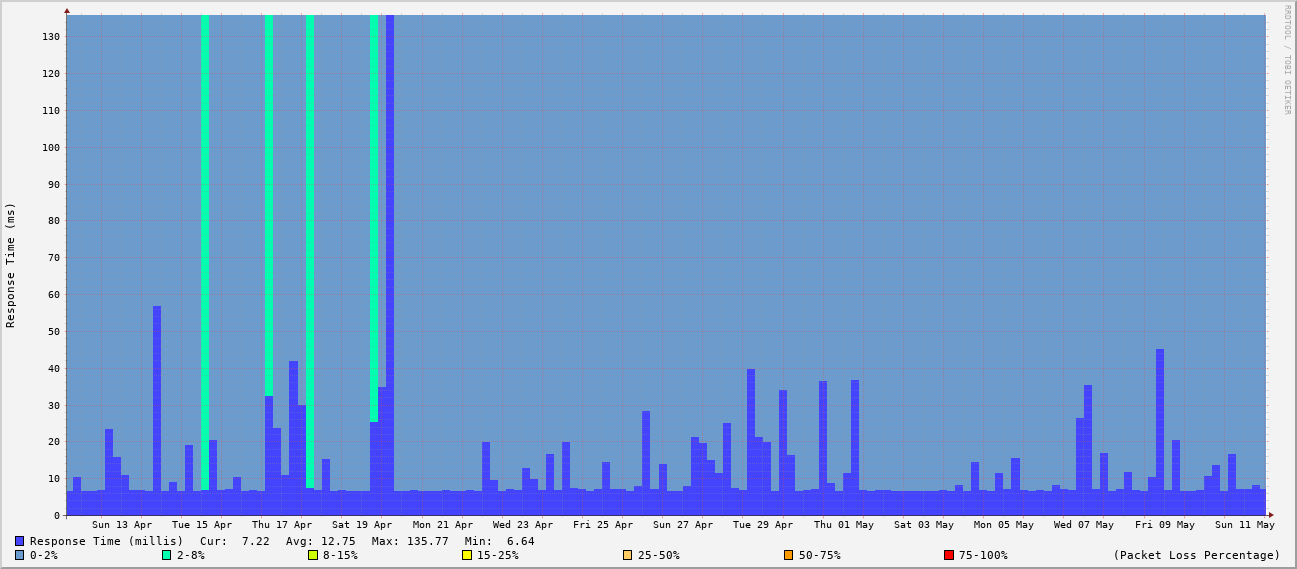 RRDTOOL / TOBI OETIKER
Response Time (ms)
130
120
110
100
90
80
70
60
50
40
30
20
10
0
Sun 13 Apr Tue 15 Apr Thu 17 Apr Sat 19 Apr Mon 21 Apr Wed 23 Apr Fri 25 Apr Sun 27 Apr Tue 29 Apr Thu 01 May Sat 03 May Mon 05 May Wed 07 May Fri 09 May Sun 11 May
Response Time (millis) Cur: 7.22 Avg: 12.75 Max: 135.77 Min: 6.64
0-2% 2-8% 8-15% 15-25% 25-50% 50-75% 75-100% (Packet Loss Percentage)